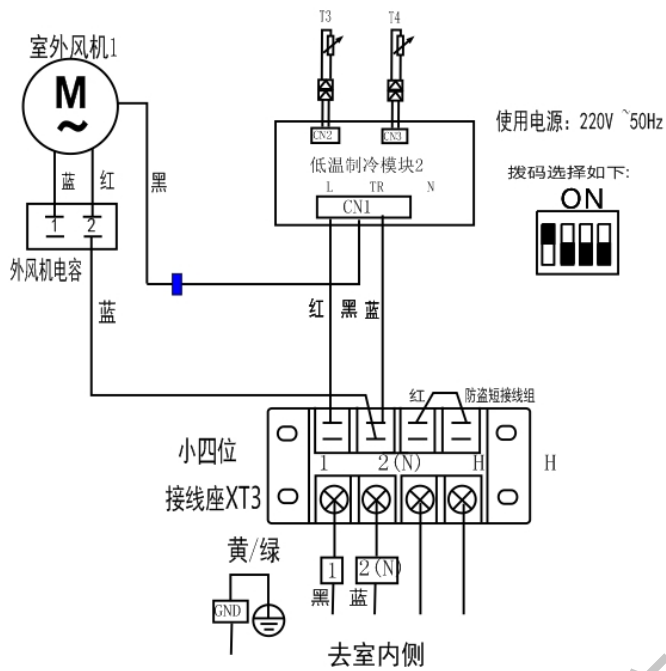 T3 T4
室外风机1
M
~
使用电源：220V ~50Hz
CN2 CN3
低温制冷模块2
拨码选择如下:
L TR N
ON
CN1
蓝 红 黑
1 2
外风机电容
蓝
红 黑 蓝
红 防盗短接线组
小四位
1 2(N) H H
接线座XT3
黄/绿
1 2(N)
黑 蓝
GND
去室内侧